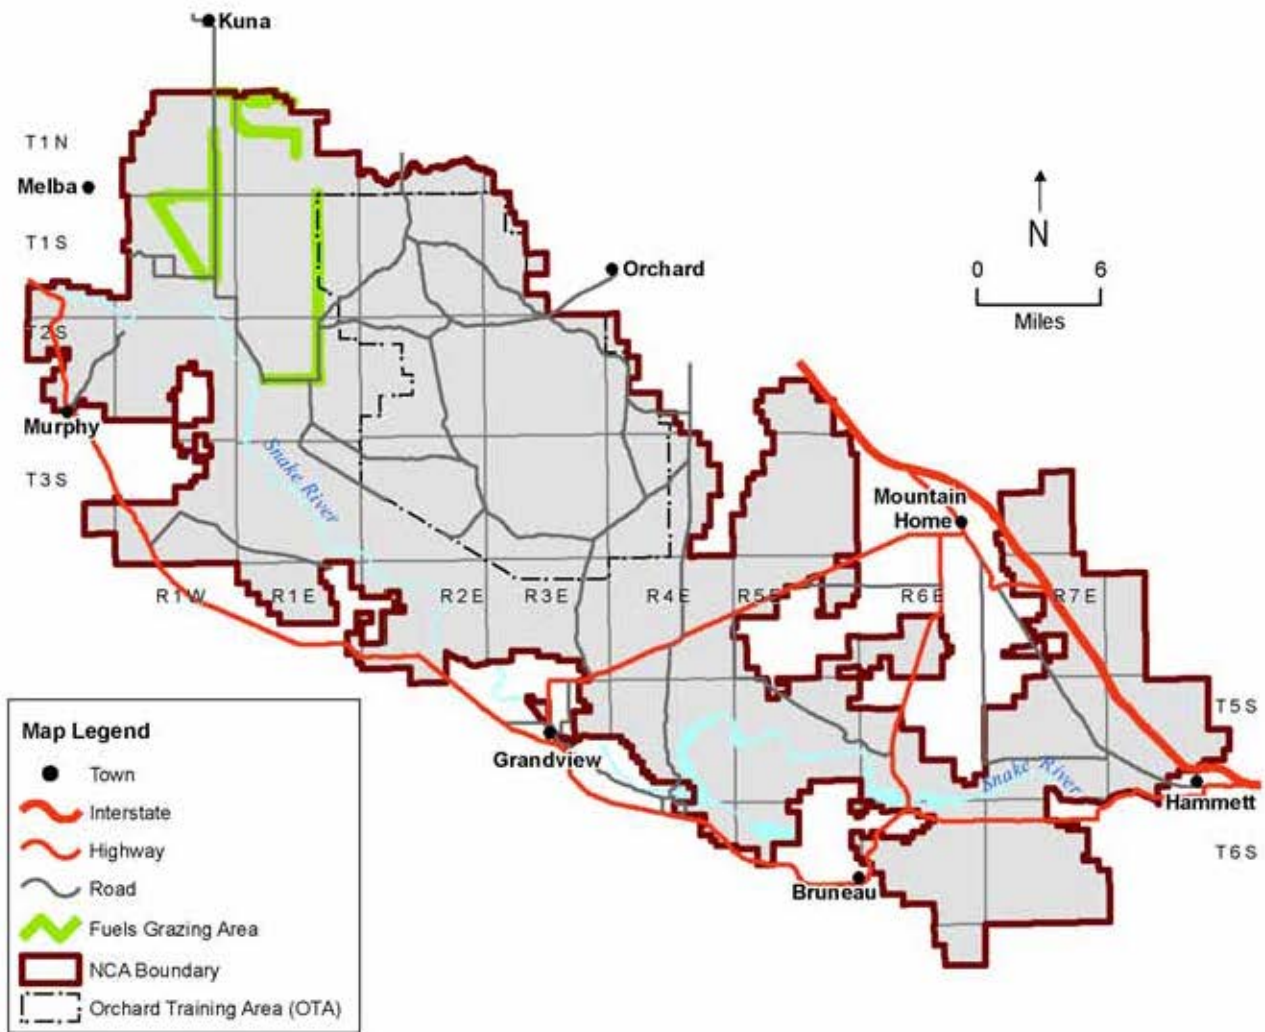 Kuna
T1N
Melba
T1S
Orchard
N
0 6
Miles
T2S
Murphy
T3S
Snake River
Mountain
Home
R1W R1E R2E R3E R4E R5E R6E R7E
T5S
Grandview
Snake River
Hammett
T6S
Bruneau
Map Legend
Town
Interstate
Highway
Road
Fuels Grazing Area
NCA Boundary
Orchard Training Area (OTA)